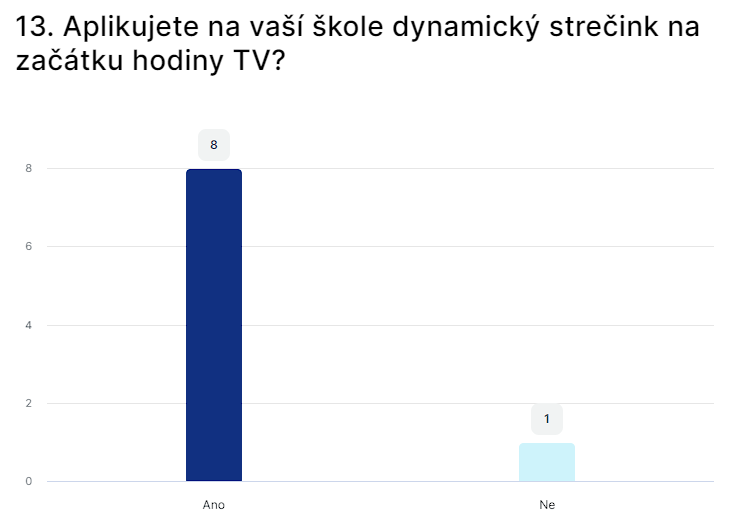 13. Aplikujete na vaší škole dynamický strečink na
začátku hodiny TV?
8
8
6
4
2
1
0
Ano
Ne